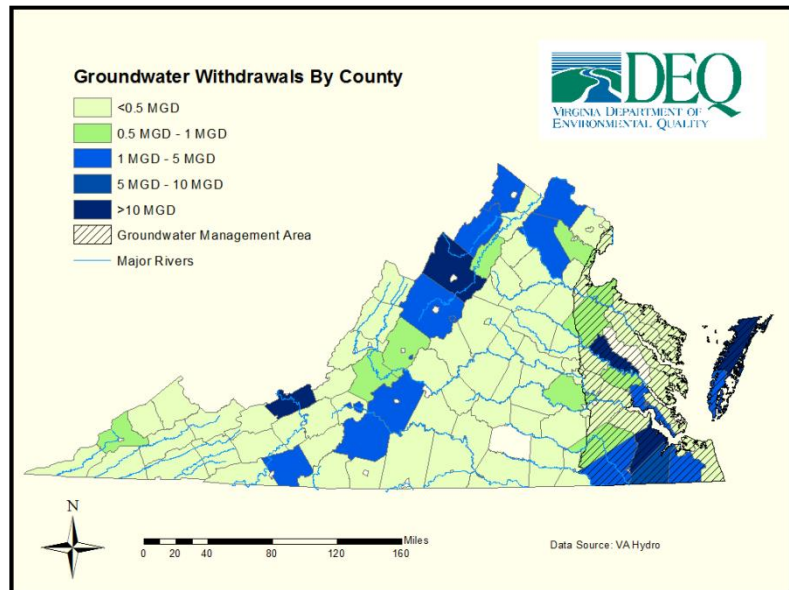 Groundwater Withdrawals By County
<0.5 MGD
0.5 MGD - 1 MGD
1 MGD - 5 MGD
5 MGD - 10 MGD
>10 MGD
Groundwater Management Area
Major Rivers
DEQ
VIRGINIA DEPARTMENT OF
ENVIRONMENTAL QUALITY
N
Miles
0 20 40 80 120 160
Data Source: VA Hydro